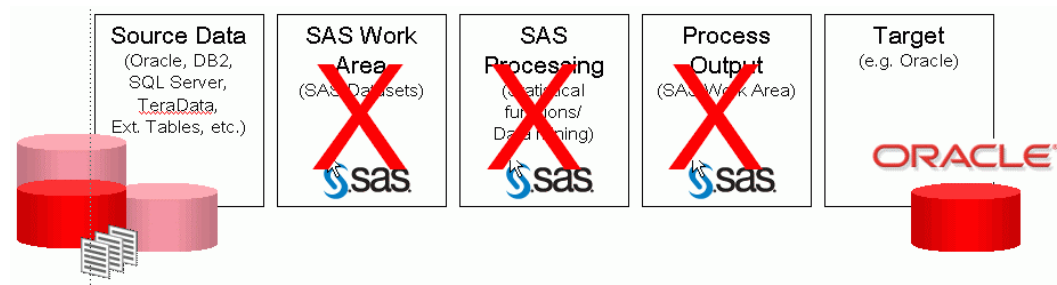 Source Data
(Oracle, DB2,
SQL Server,
TeraData,
Ext. Tables, etc.)
SAS Work
Area
(SAS Datasets)
sas.
SAS
Processing
(Statistical
functions/
Data mining)
sas.
Process
Output
(SAS Work Area)
sas.
Target
(e.g. Oracle)
ORACLE